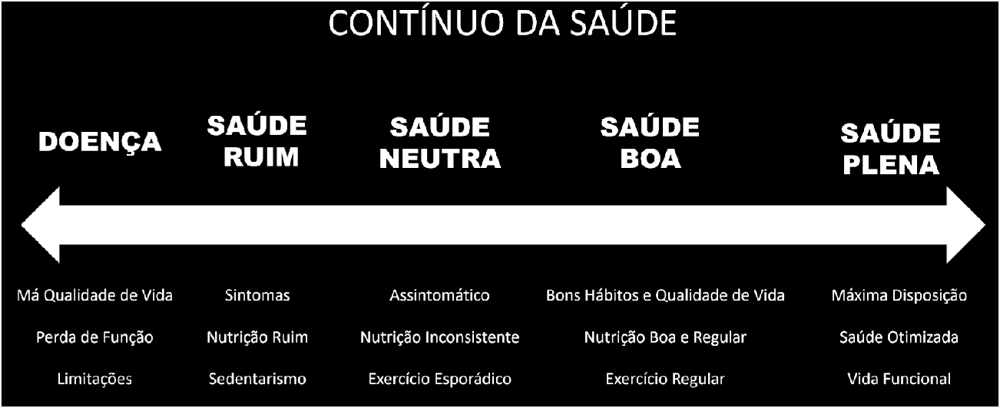 CONTÍNUO DA SAÚDE
DOENÇA
SAÚDE
RUIM
SAÚDE
NEUTRA
SAÚDE
BOA
SAÚDE
PLENA
Má Qualidade de Vida
Sintomas
Assintomático
Bons Hábitos e Qualidade de Vida
Máxima Disposição
Perda de Função
Nutrição Ruim
Nutrição Inconsistente
Nutrição Boa e Regular
Saúde Otimizada
Limitações
Sedentarismo
Exercício Esporádico
Exercício Regular
Vida Funcional